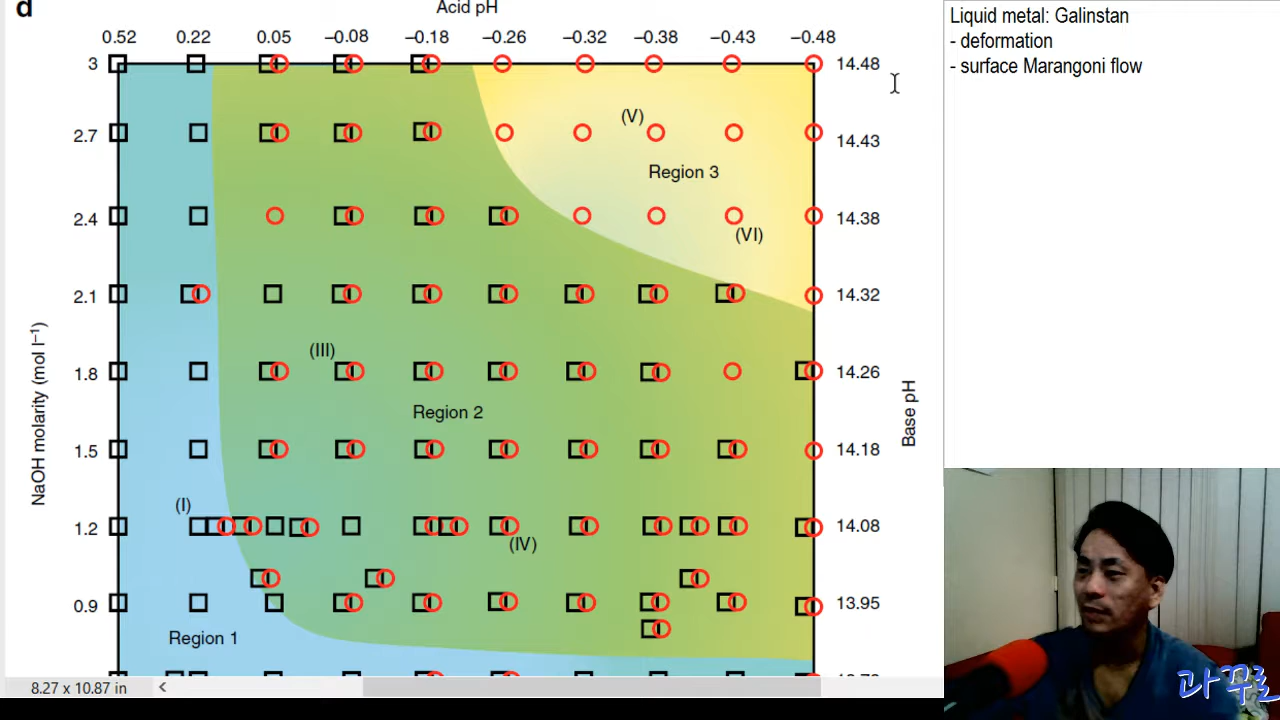 d
Acid pH
0.52 0.22 0.05 −0.08 −0.18 −0.26 −0.32 −0.38 −0.43 −0.48
3 14.48
2.7 14.43
2.4 14.38
2.1 14.32
1.8 14.26
1.5 14.18
1.2 14.08
0.9 13.95
NaOH molarity (mol l⁻¹)
Base pH
(V)
Region 3
(VI)
(III)
Region 2
(I)
(IV)
Region 1
8.27 x 10.87 in
Liquid metal: Galinstan
- deformation
- surface Marangoni flow
과꾸로